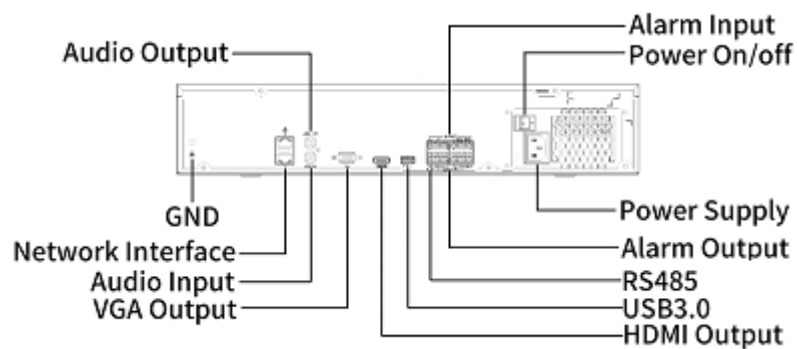 Alarm Input
Audio Output
Power On/off
GND
Power Supply
Network Interface
Alarm Output
Audio Input
RS485
VGA Output
USB3.0
HDMI Output